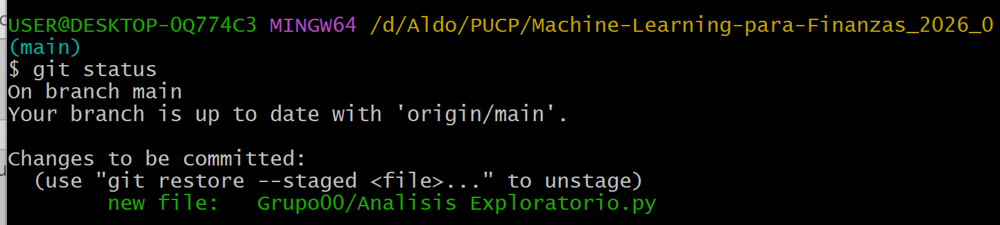 USER@DESKTOP-0Q774C3 MINGW64 /d/Aldo/PUCP/Machine-Learning-para-Finanzas_2026_0
(main)
$ git status
On branch main
Your branch is up to date with 'origin/main'.
Changes to be committed:
(use "git restore --staged <file>..." to unstage)
new file:   Grupo00/Analisis Exploratorio.py